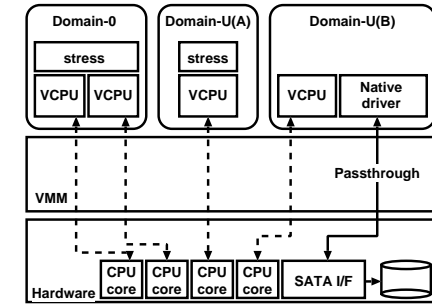 Domain-0
Domain-U(A)
Domain-U(B)
stress
stress
VCPU
VCPU
VCPU
VCPU
Native
driver
Passthrough
VMM
CPU
core
CPU
core
CPU
core
CPU
core
SATA I/F
Hardware